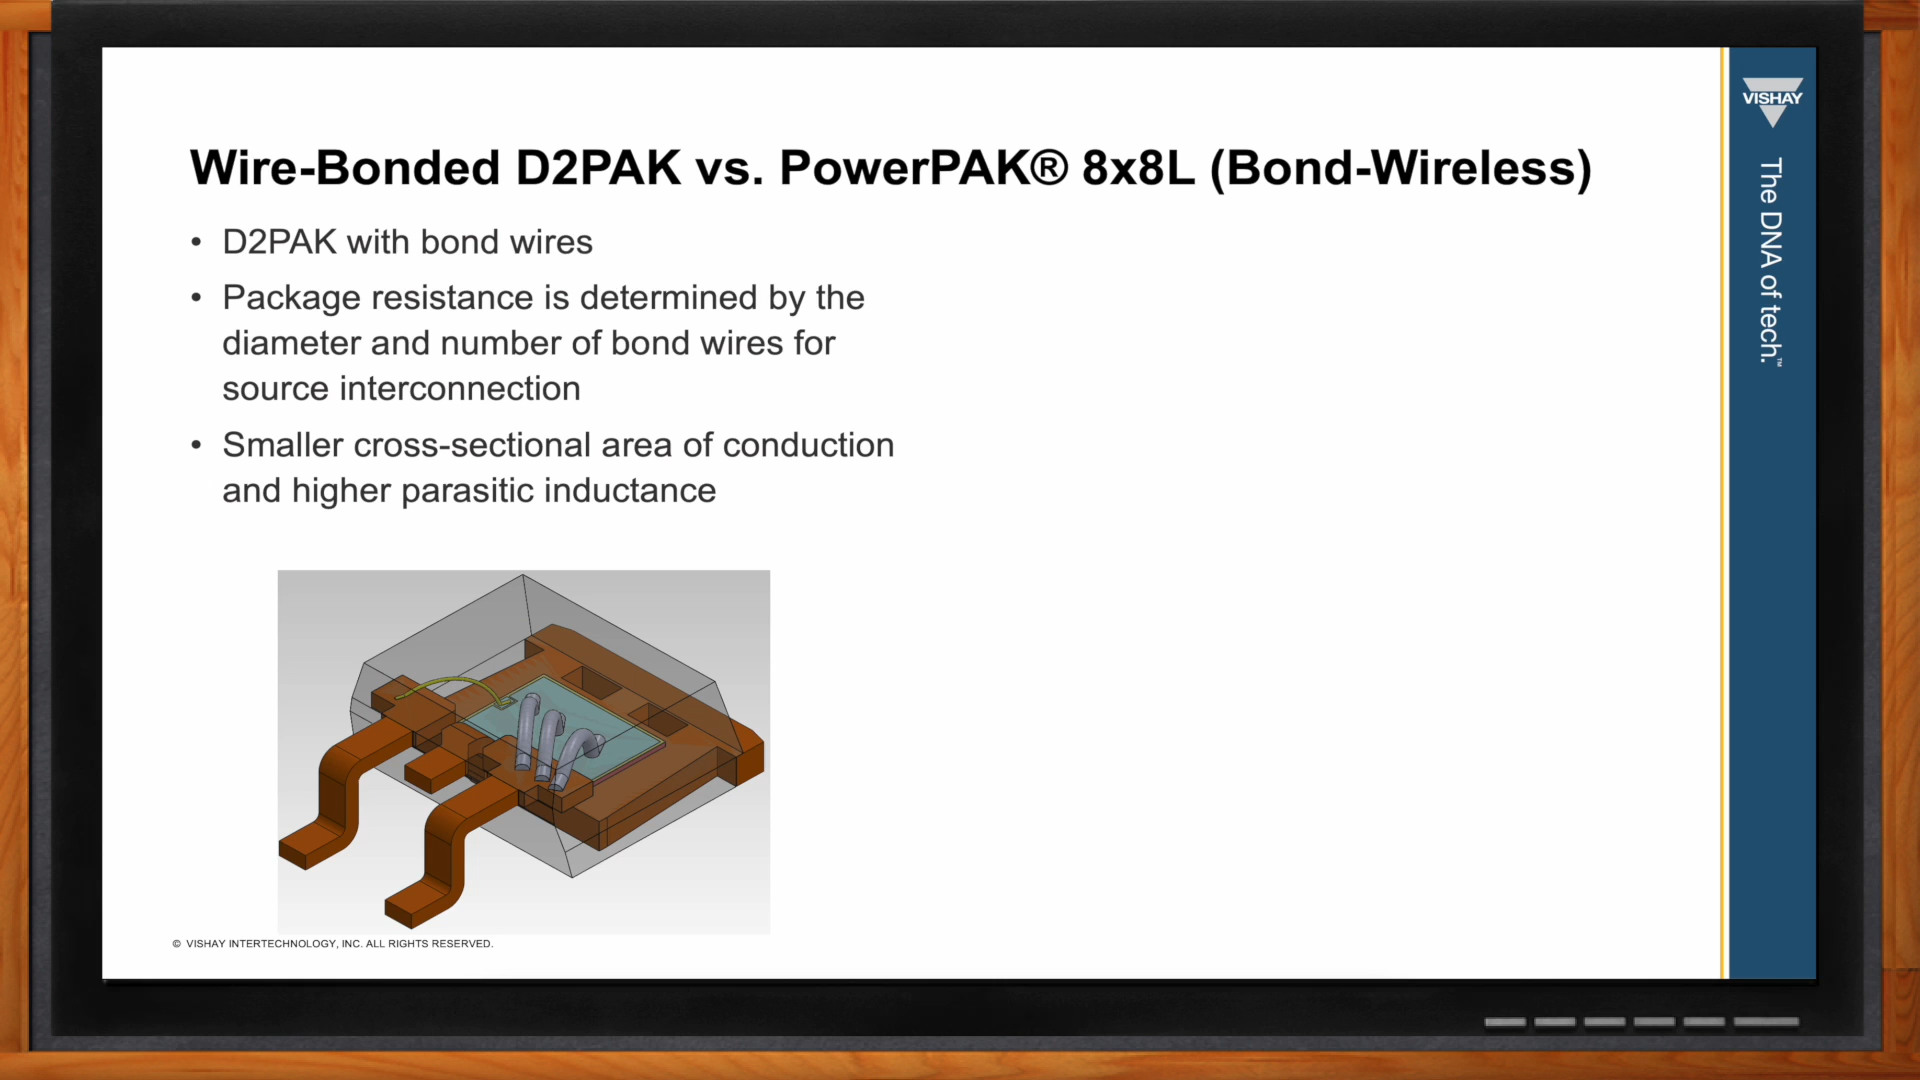 Wire-Bonded D2PAK vs. PowerPAK® 8x8L (Bond-Wireless)
• D2PAK with bond wires
• Package resistance is determined by the
diameter and number of bond wires for
source interconnection
• Smaller cross-sectional area of conduction
and higher parasitic inductance
© VISHAY INTERTECHNOLOGY, INC. ALL RIGHTS RESERVED.
VISHAY
The DNA of tech.™